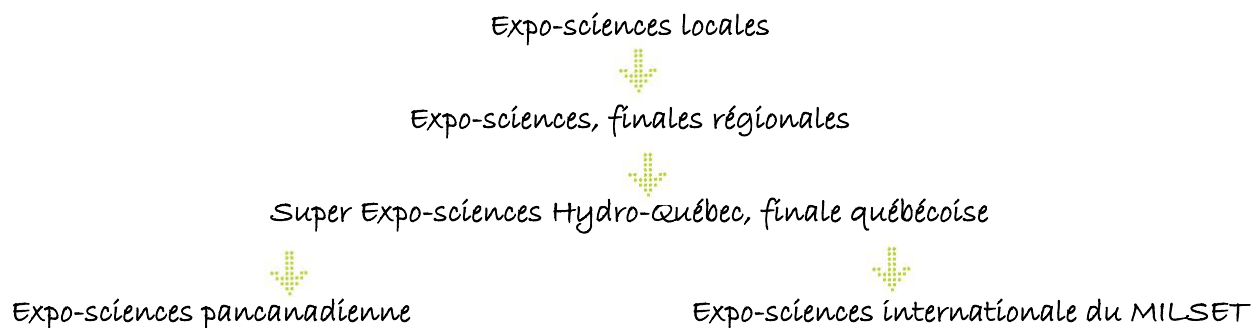 Expo-sciences locales
Expo-sciences, finales régionales
Super Expo-sciences Hydro-Québec, finale québécoise
Expo-sciences pancanadienne
Expo-sciences internationale du MILSET